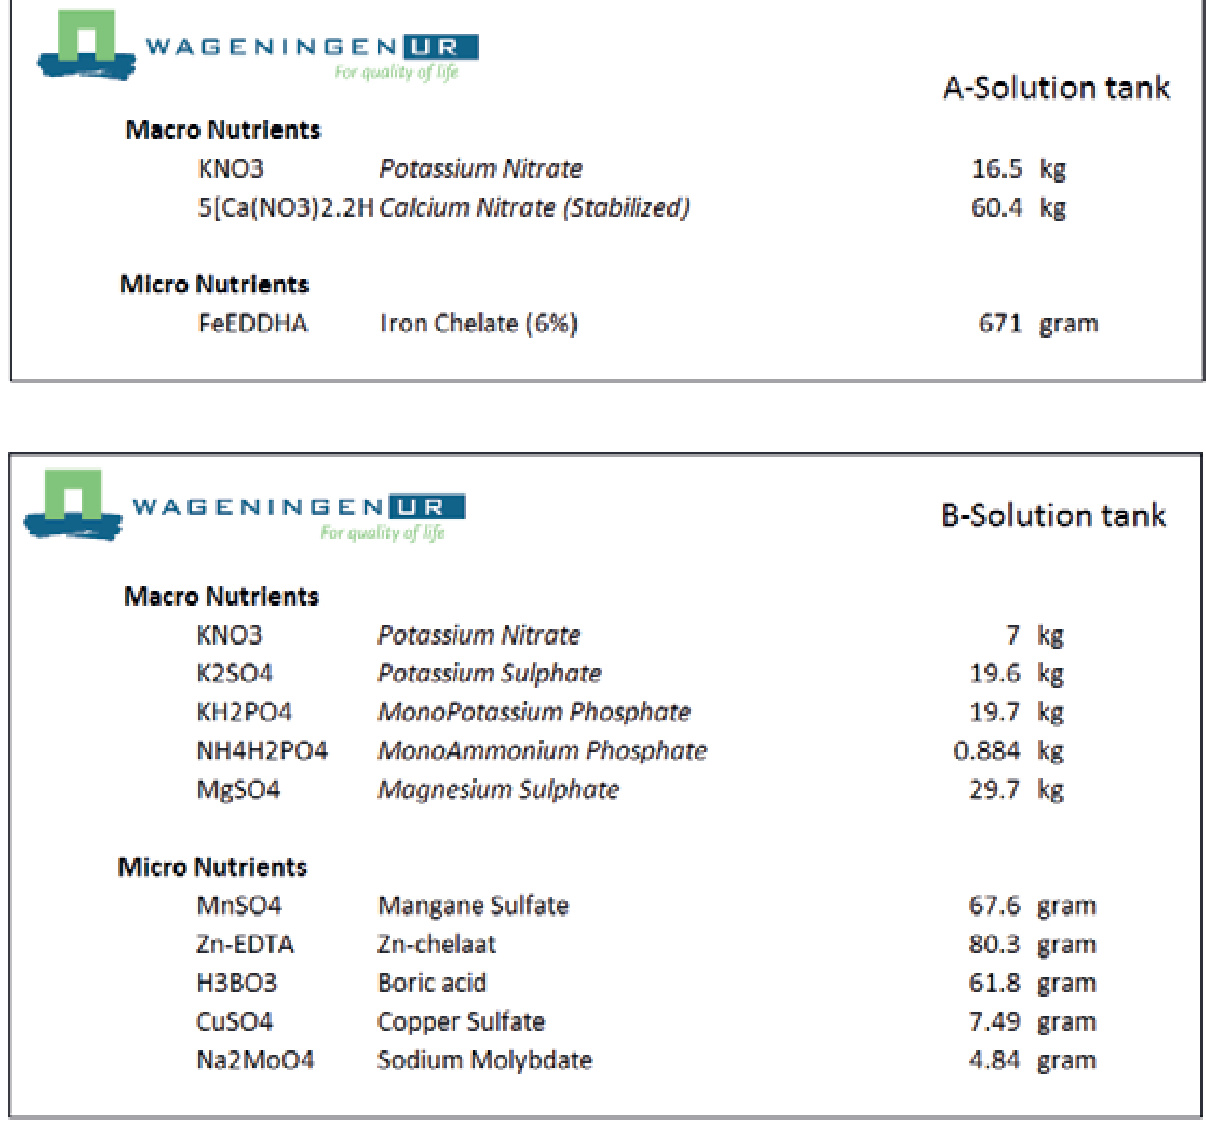 WAGENINGEN UR
For quality of life
A-Solution tank
Macro Nutrients
KNO3 Potassium Nitrate 16.5 kg
5[Ca(NO3)2.2H Calcium Nitrate (Stabilized) 60.4 kg
Micro Nutrients
FeEDDHA Iron Chelate (6%) 671 gram
WAGENINGEN UR
For quality of life
B-Solution tank
Macro Nutrients
KNO3 Potassium Nitrate 7 kg
K2SO4 Potassium Sulphate 19.6 kg
KH2PO4 MonoPotassium Phosphate 19.7 kg
NH4H2PO4 MonoAmmonium Phosphate 0.884 kg
MgSO4 Magnesium Sulphate 29.7 kg
Micro Nutrients
MnSO4 Mangane Sulfate 67.6 gram
Zn-EDTA Zn-chelaat 80.3 gram
H3BO3 Boric acid 61.8 gram
CuSO4 Copper Sulfate 7.49 gram
Na2MoO4 Sodium Molybdate 4.84 gram